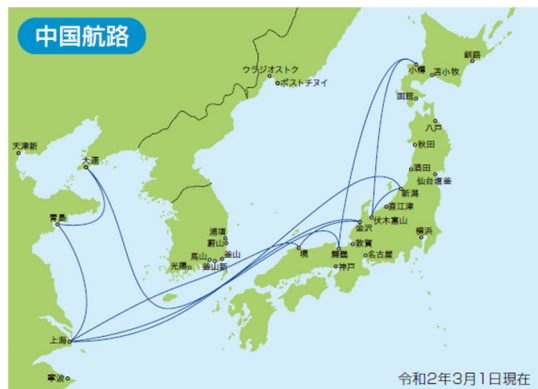 中国航路
ウラジオストク
ポストチヌイ
釧路
小樽
苫小牧
函館
天津新
大連
八戸
秋田
酒田
仙台塩釜
新潟
青島
直江津
伏木富山
浦項
蔚山
金沢
横浜
敦賀
馬山
釜山
境
舞鶴
名古屋
光陽
釜山新
神戸
上海
寧波
令和2年3月1日現在